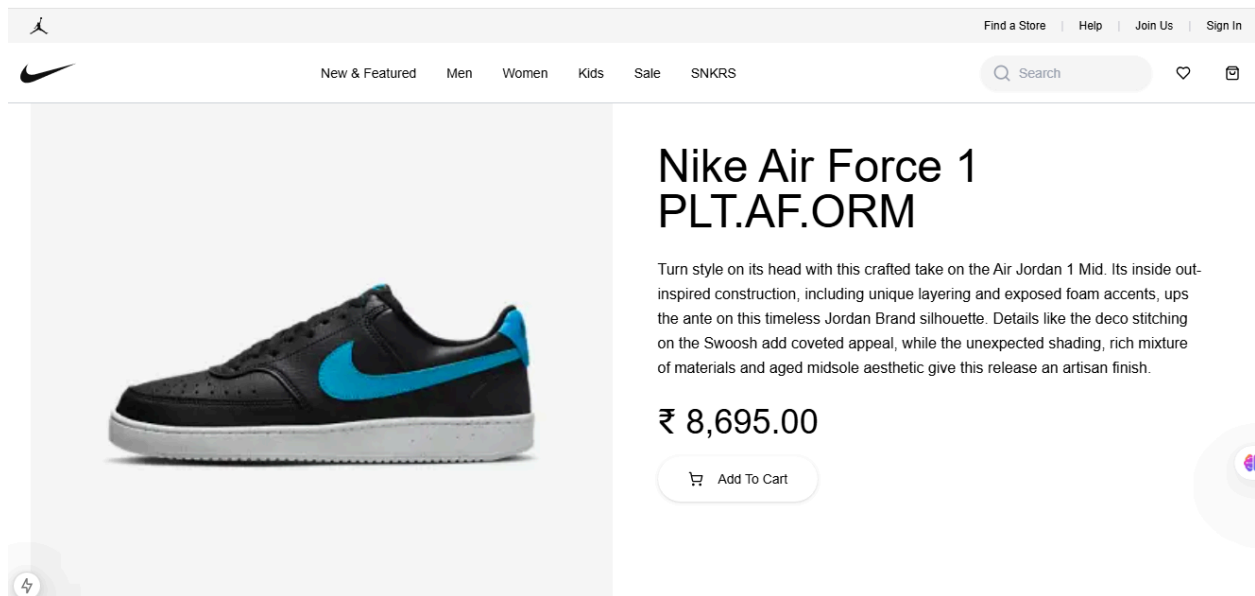 Find a Store | Help | Join Us | Sign In
New & Featured Men Women Kids Sale SNKRS
Search
Nike Air Force 1
PLT.AF.ORM
Turn style on its head with this crafted take on the Air Jordan 1 Mid. Its inside out-
inspired construction, including unique layering and exposed foam accents, ups
the ante on this timeless Jordan Brand silhouette. Details like the deco stitching
on the Swoosh add coveted appeal, while the unexpected shading, rich mixture
of materials and aged midsole aesthetic give this release an artisan finish.
₹ 8,695.00
Add To Cart